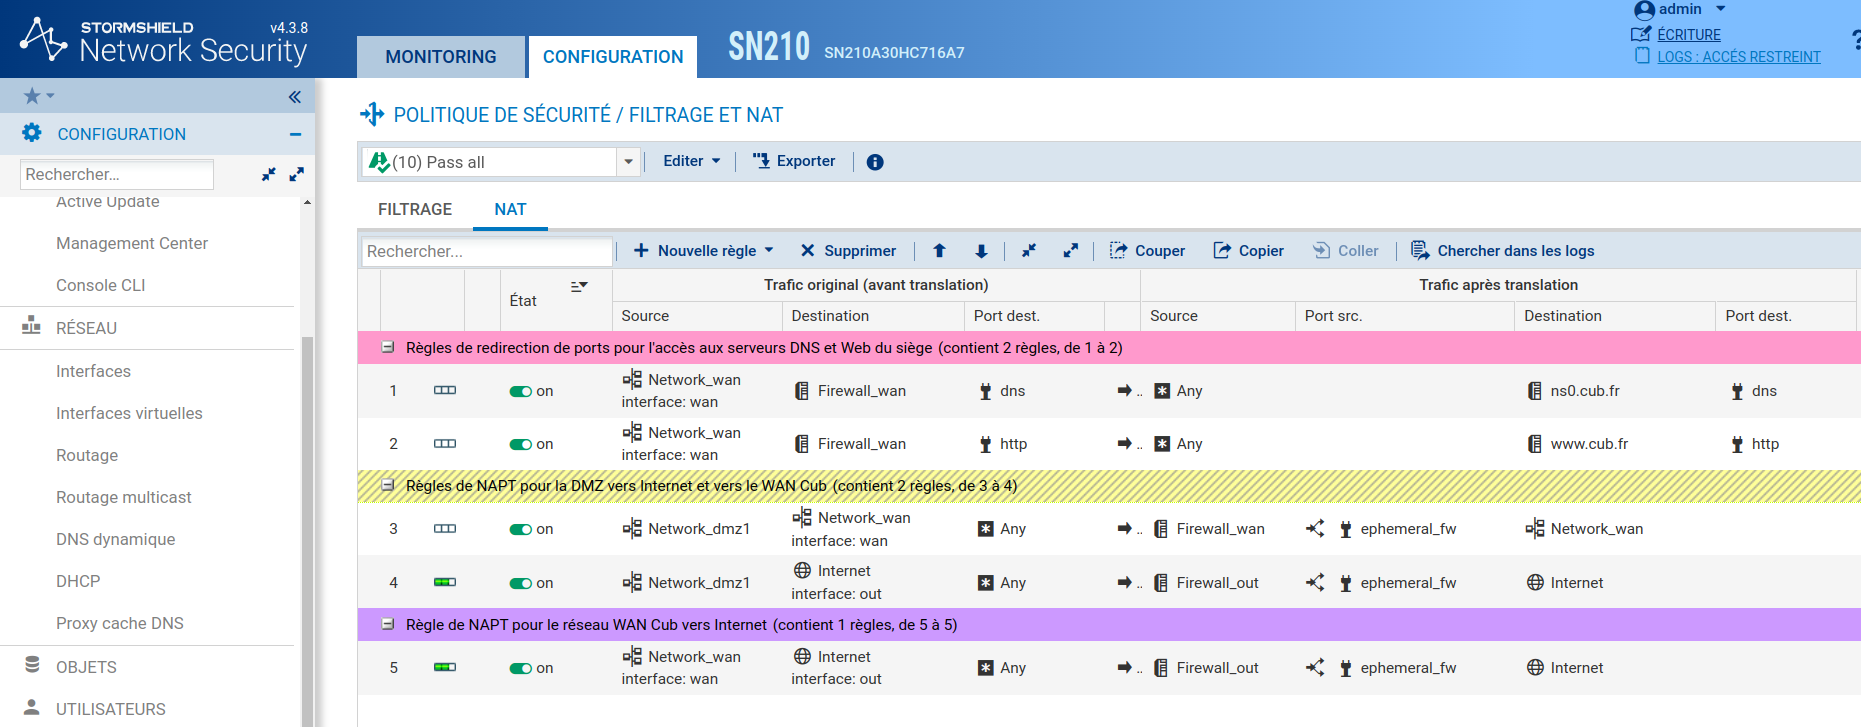 STORMSHIELD v4.3.8
Network Security
MONITORING
CONFIGURATION
SN210 SN210A30HC716A7
admin
ÉCRITURE
LOGS : ACCÉS RESTREINT
?
CONFIGURATION
Rechercher...
Active Update
Management Center
Console CLI
RÉSEAU
Interfaces
Interfaces virtuelles
Routage
Routage multicast
DNS dynamique
DHCP
Proxy cache DNS
OBJETS
UTILISATEURS
POLITIQUE DE SÉCURITÉ / FILTRAGE ET NAT
(10) Pass all Editer Exporter
FILTRAGE NAT
Rechercher... Nouvelle règle Supprimer Couper Copier Coller Chercher dans les logs
État Trafic original (avant translation) Trafic après translation
Source Destination Port dest. Source Port src. Destination Port dest.
Règles de redirection de ports pour l'accès aux serveurs DNS et Web du siège (contient 2 règles, de 1 à 2)
1 on Network_wan Firewall_wan dns .. Any ns0.cub.fr dns
interface: wan
2 on Network_wan Firewall_wan http .. Any www.cub.fr http
interface: wan
Règles de NAPT pour la DMZ vers Internet et vers le WAN Cub (contient 2 règles, de 3 à 4)
3 on Network_dmz1 Network_wan Any .. Firewall_wan ephemeral_fw Network_wan
interface: wan
4 on Network_dmz1 Internet Any .. Firewall_out ephemeral_fw Internet
interface: out
Règle de NAPT pour le réseau WAN Cub vers Internet (contient 1 règles, de 5 à 5)
5 on Network_wan Internet Any .. Firewall_out ephemeral_fw Internet
interface: wan interface: out